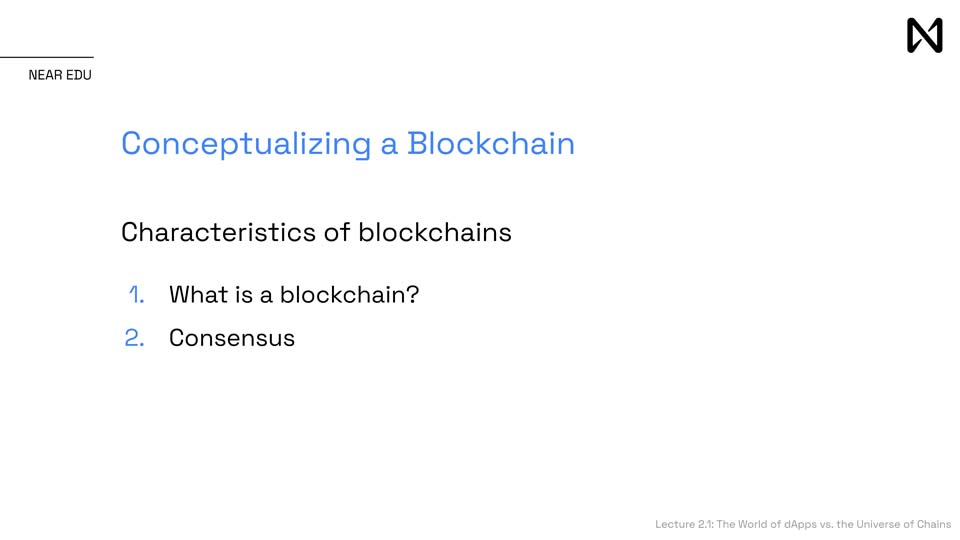 NEAR EDU
Conceptualizing a Blockchain
Characteristics of blockchains
1. What is a blockchain?
2. Consensus
Lecture 2.1: The World of dApps vs. the Universe of Chains